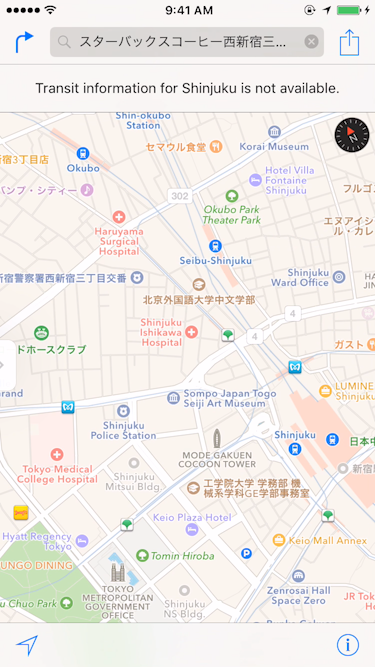 9:41 AM
スターバックスコーヒー西新宿三...
Transit information for Shinjuku is not available.
Shin-okubo
Station
セマウル食堂
Korai Museum
宿3丁目店
Okubo
Hotel Villa
Fontaine
Shinjuku
バンプ・シティー
302
Okubo Park
Theater Park
フルゴ
Haruyama
Surgical
Hospital
エヌアイシ
ル・カレ
Seibu-Shinjuku
新宿警察署西新宿三丁目交番
Shinjuku
Ward Office
HA
JIN
北京外国語大学中文学部
Shinjuku
Ishikawa
Hospital
4
4
ドホースクラブ
ガスト
LUMINE
Shinjuku
rand
Sompo Japan Togo
Seiji Art Museum
Shinjuku
Police Station
Shinjuku
日本中
MODE GAKUEN
COCOON TOWER
Tokyo Medical
College Hospital
Shinjuku
Mitsui Bldg.
新宿
工学院大学 学務部 機
械系学科GE学部事務室
Keio Plaza Hotel
Hyatt Regency
Tokyo
Keio Mall Annex
P
UNGO DINING
Tomin Hiroba
TOKYO
METROPOLITAN
GOVERNMENT
OFFICE
Zenrosai Hall
Space Zero
u Chuo Park
Shinjuku
NS Bldg.
JR To
Ho